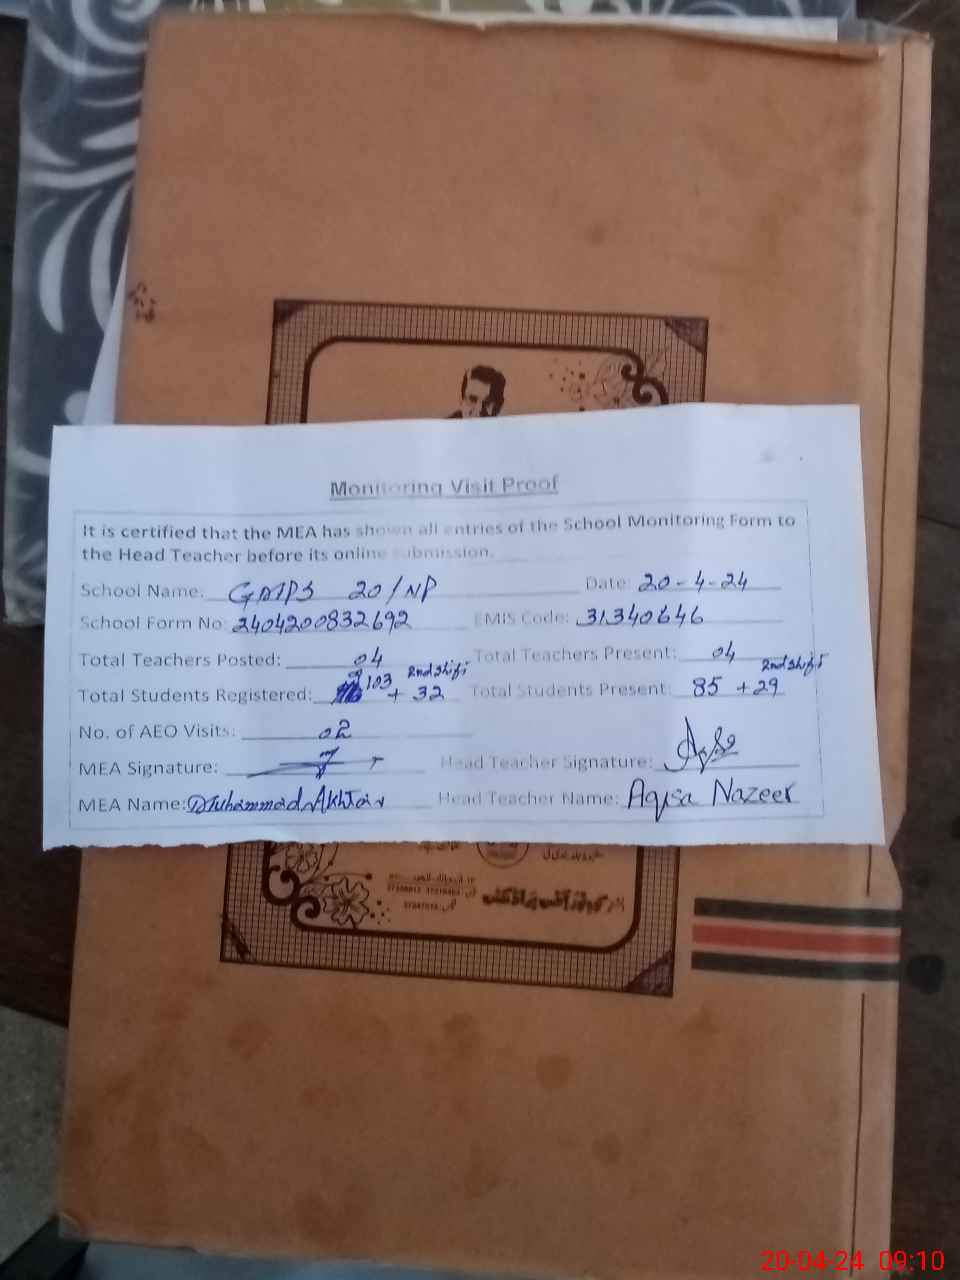 Monitoring Visit Proof
It is certified that the MEA has shown all entries of the School Monitoring Form to
the Head Teacher before its online submission.
School Name: GMPS 20/NP Date: 20-4-24
School Form No: 2404200832692 EMIS Code: 31340646
Total Teachers Posted: 04 Total Teachers Present: 04
Total Students Registered: 103 + 32 2nd Shift Total Students Present: 85 + 29 2nd Shift
No. of AEO Visits: 02
MEA Signature: Head Teacher Signature:
MEA Name: Muhammad Akhtar Head Teacher Name: Aqsa Nazeer
20-04-24 09:10